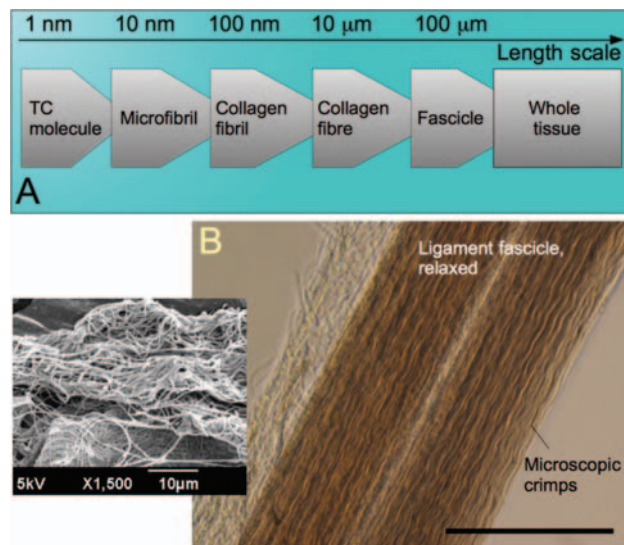 1 nm 10 nm 100 nm 10 μm 100 μm
Length scale
TC
molecule
Microfibril
Collagen
fibril
Collagen
fibre
Fascicle
Whole
tissue
A
B
Ligament fascicle,
relaxed
Microscopic
crimps
5kV X1,500 10μm